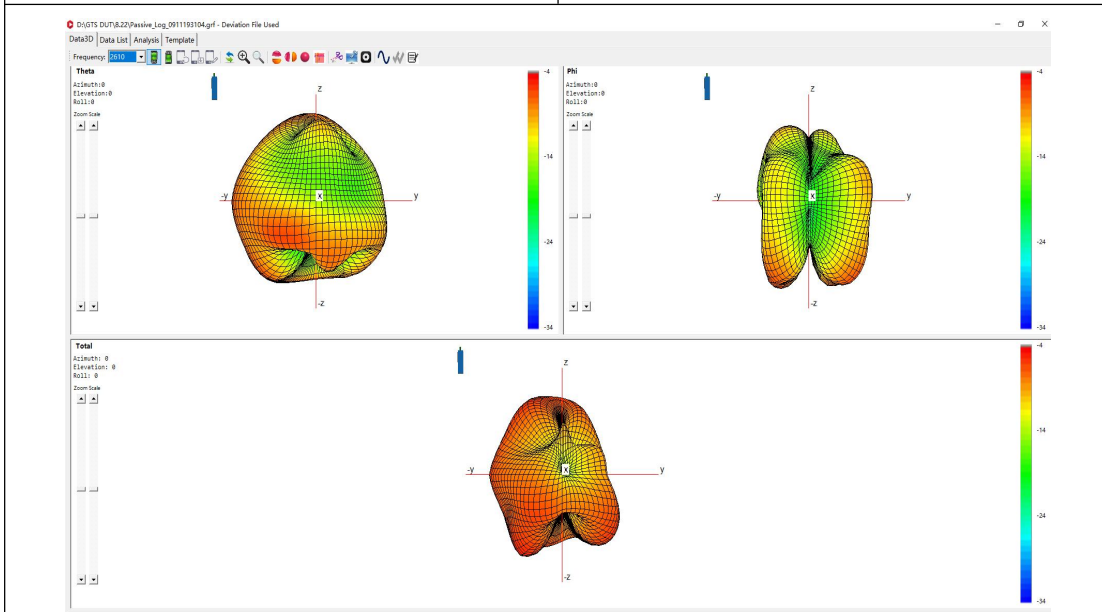 D:\GTS DUT\8.22\Passive_Log_0911193104.grf - Deviation File Used
Data3D Data List Analysis Template
Frequency: 2610
Theta
Azimuth:0
Elevation:0
Roll:0
Zoom Scale
z
-y
x
y
-z
-4
-14
-24
-34
Phi
Azimuth:0
Elevation:0
Roll:0
Zoom Scale
z
-y
x
y
-z
-4
-14
-24
-34
Total
Azimuth: 0
Elevation: 0
Roll: 0
Zoom Scale
z
-y
x
y
-z
-4
-14
-24
-34